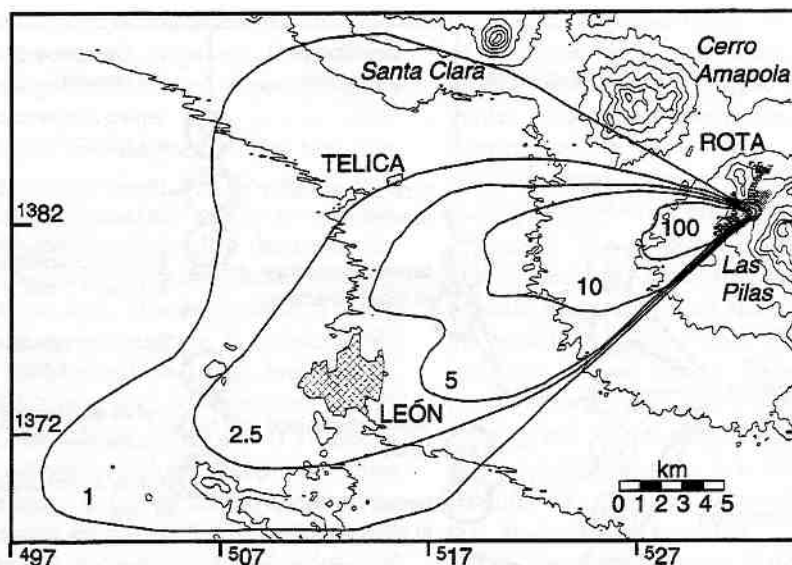 Cerro
Santa Clara
Amapola
ROTA
TELICA
1382
100
Las
Pilas
10
5
LEÓN
1372
2.5
km
1
0 1 2 3 4 5
497
507
517
527